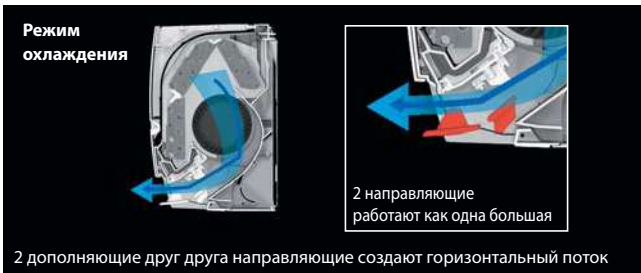 Режим
охлаждения
2 направляющие
работают как одна большая
2 дополняющие друг друга направляющие создают горизонтальный поток